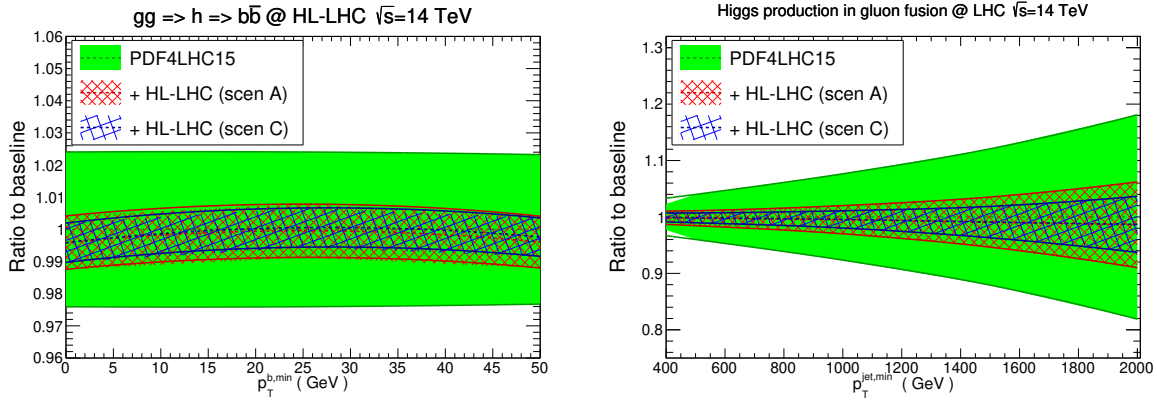 gg => h => bb̅ @ HL-LHC √s=14 TeV
PDF4LHC15
+ HL-LHC (scen A)
+ HL-LHC (scen C)
Ratio to baseline
1.06
1.05
1.04
1.03
1.02
1.01
1
0.99
0.98
0.97
0.96
0 5 10 15 20 25 30 35 40 45 50
p_T^{b,min} ( GeV )
Higgs production in gluon fusion @ LHC √s=14 TeV
PDF4LHC15
+ HL-LHC (scen A)
+ HL-LHC (scen C)
Ratio to baseline
1.3
1.2
1.1
1
0.9
0.8
400 600 800 1000 1200 1400 1600 1800 2000
p_T^{jet,min} ( GeV )